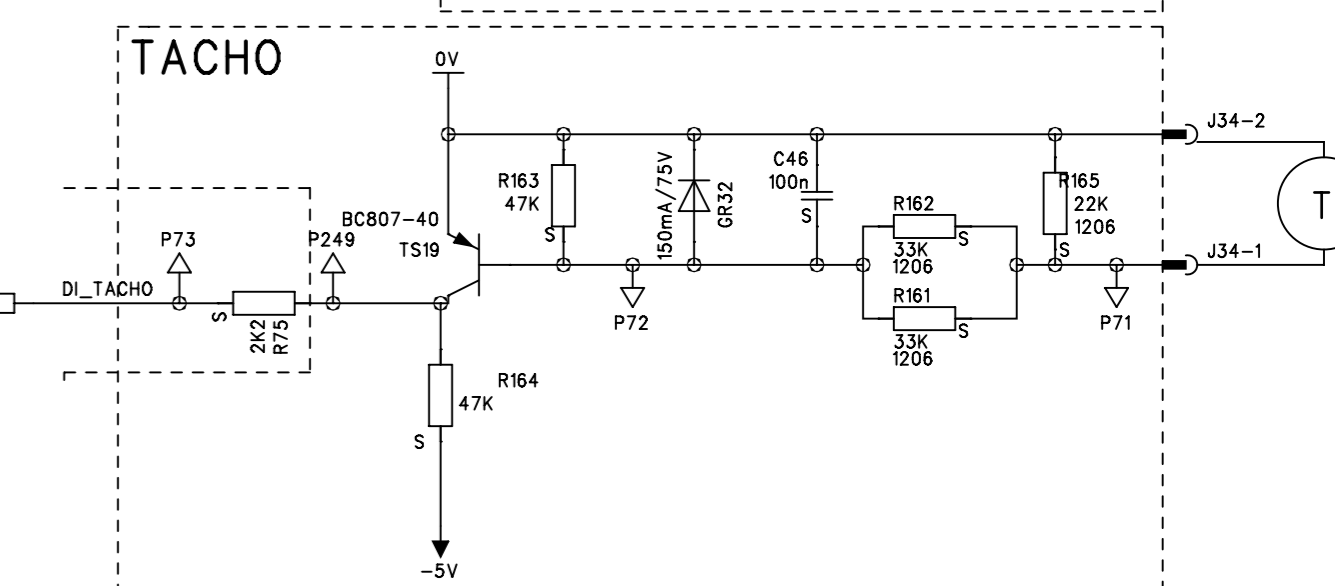 TACHO
0V
J34-2
C46
100n
S
150mA/75V
GR32
R163
47K
S
R165
22K
1206
S
T
R162
33K
1206
S
BC807-40
TS19
P73
P249
J34-1
DI_TACHO
S
2K2
R75
P72
R161
33K
1206
S
P71
R164
47K
S
-5V